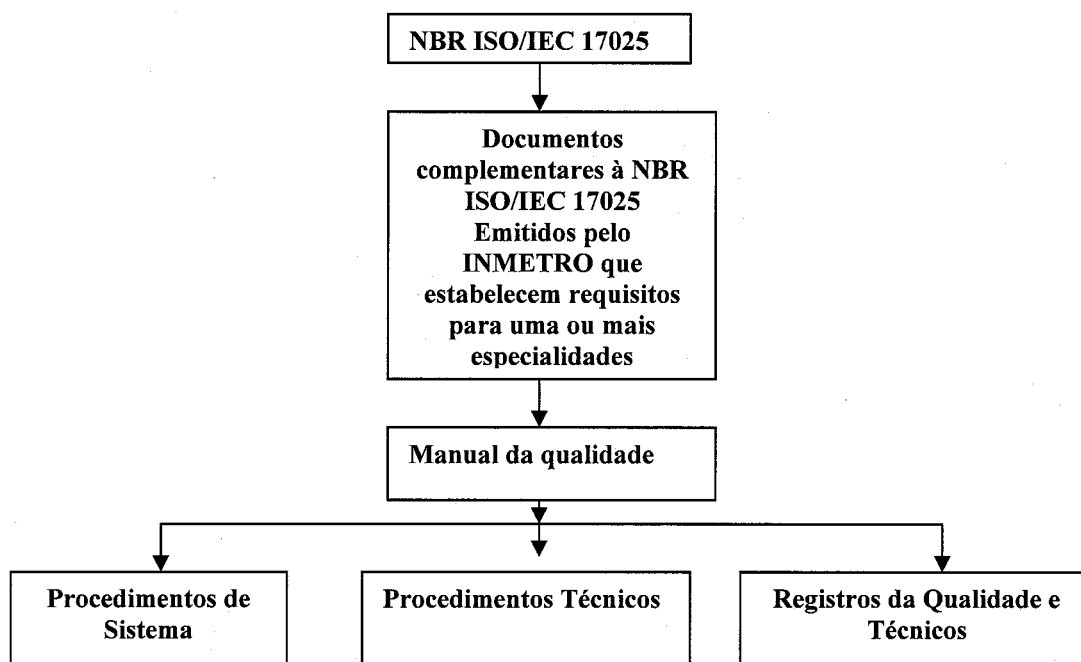 NBR ISO/IEC 17025
Documentos
complementares à NBR
ISO/IEC 17025
Emitidos pelo
INMETRO que
estabelecem requisitos
para uma ou mais
especialidades
Manual da qualidade
Procedimentos de
Sistema
Procedimentos Técnicos
Registros da Qualidade e
Técnicos